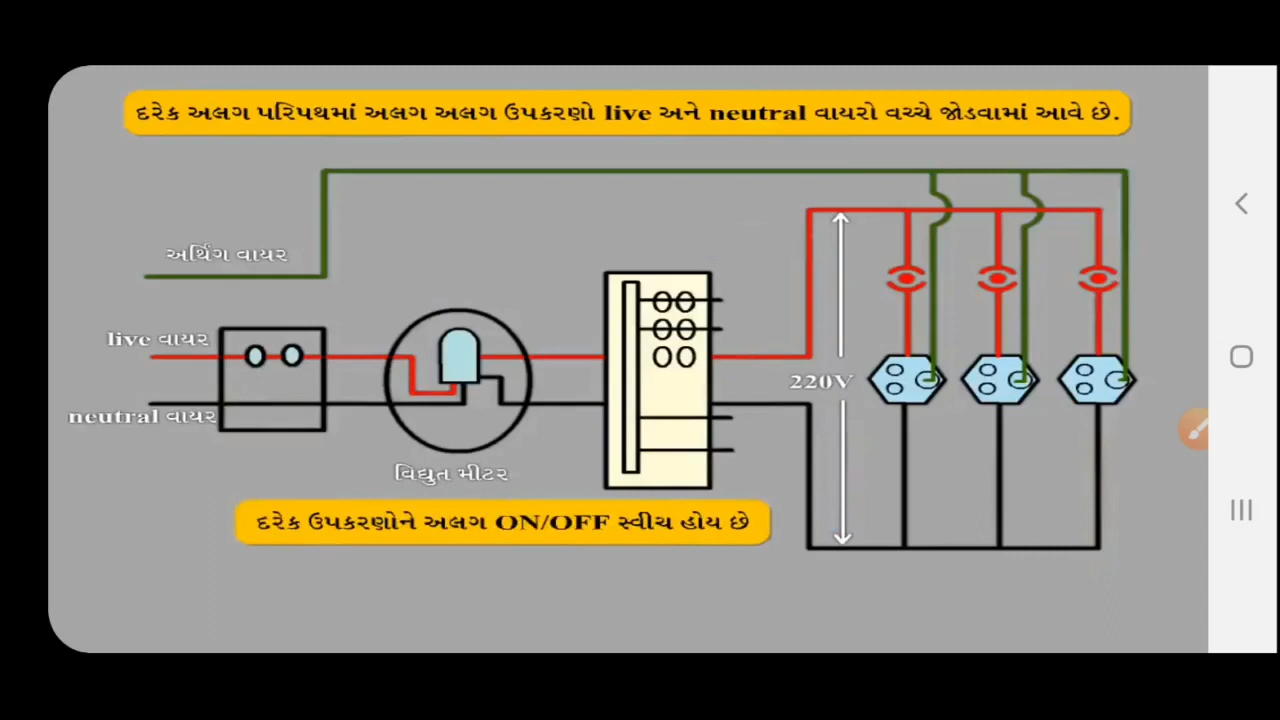 દરેક અલગ પરિપથમાં અલગ અલગ ઉપકરણો live અને neutral વાયરો વચ્ચે જોડવામાં આવે છે.
અર્થિંગ વાયર
live વાયર
220V
neutral વાયર
વિદ્યુત મીટર
દરેક ઉપકરણોને અલગ ON/OFF સ્વીચ હોય છે